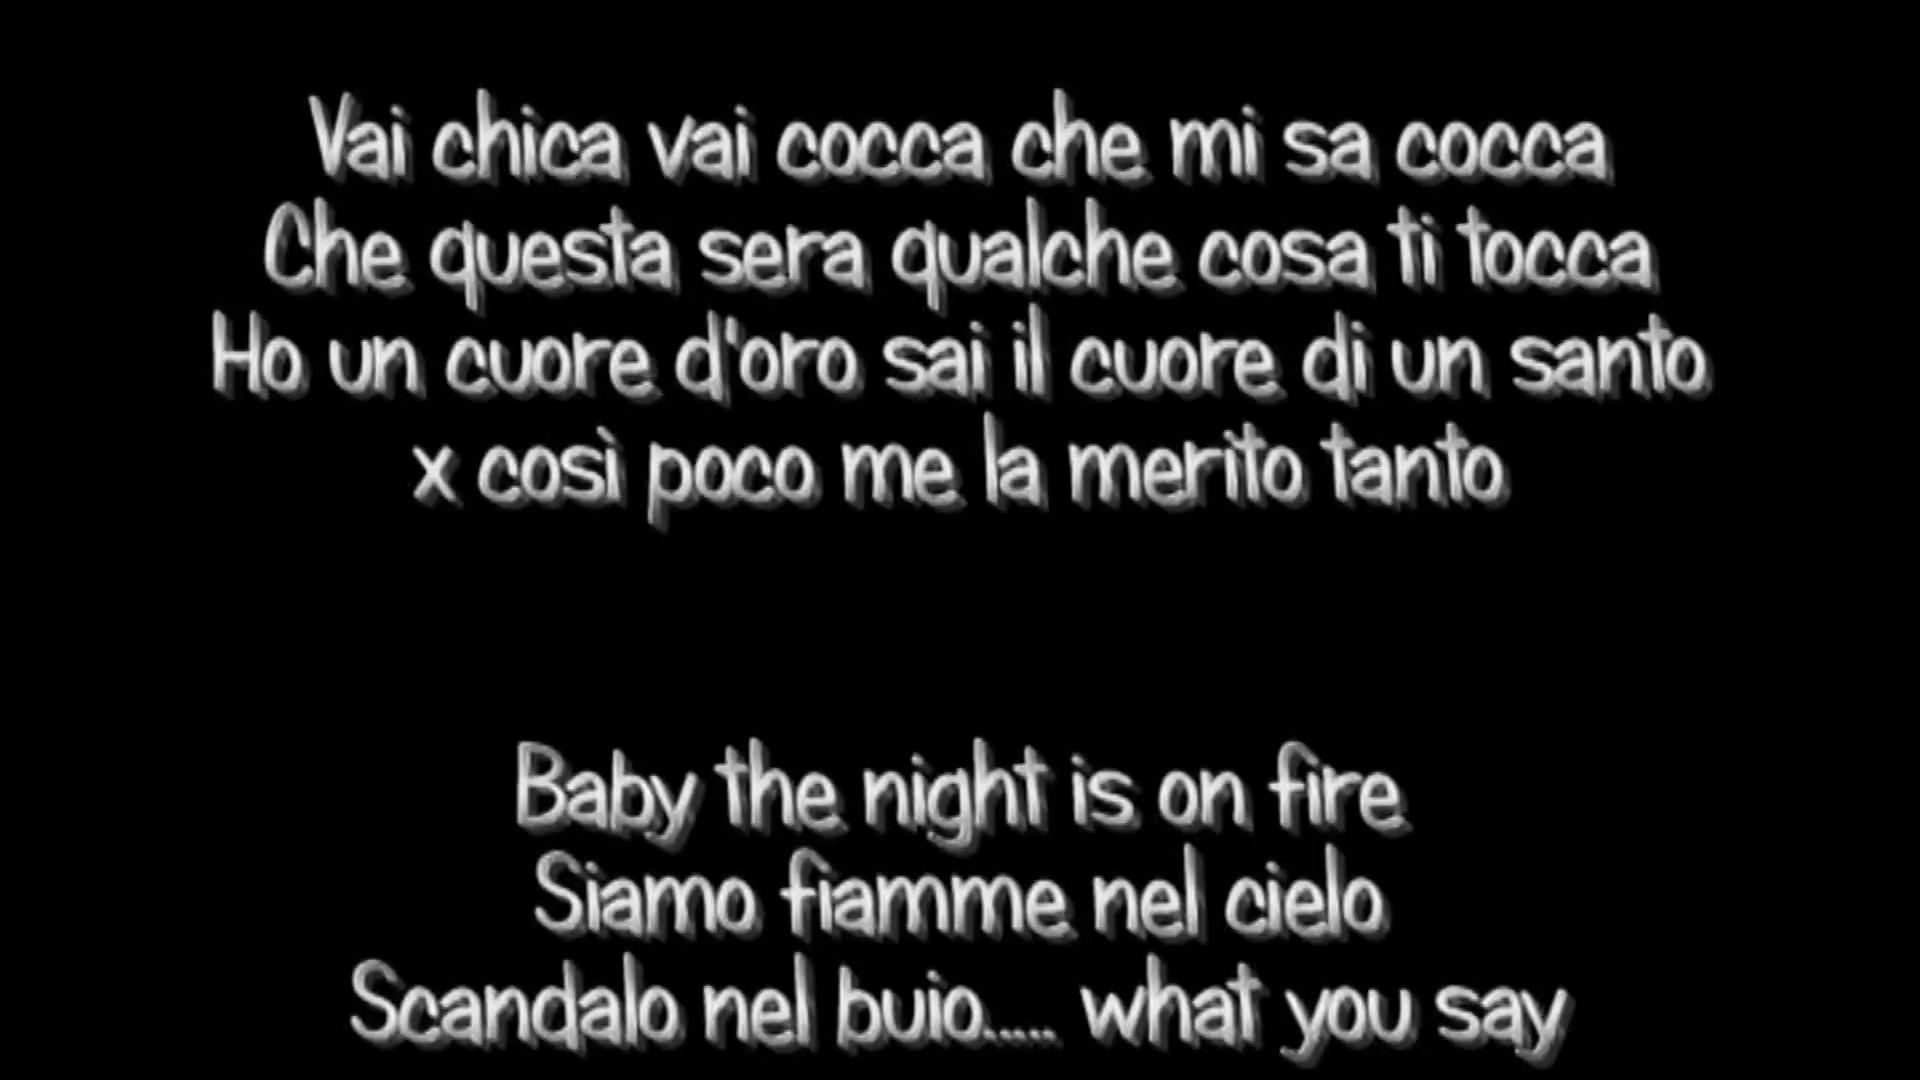 Vai chica vai cocca che mi sa cocca
Che questa sera qualche cosa ti tocca
Ho un cuore d'oro sai il cuore di un santo
x così poco me la merito tanto
Baby the night is on fire
Siamo fiamme nel cielo
Scandalo nel buio..... what you say